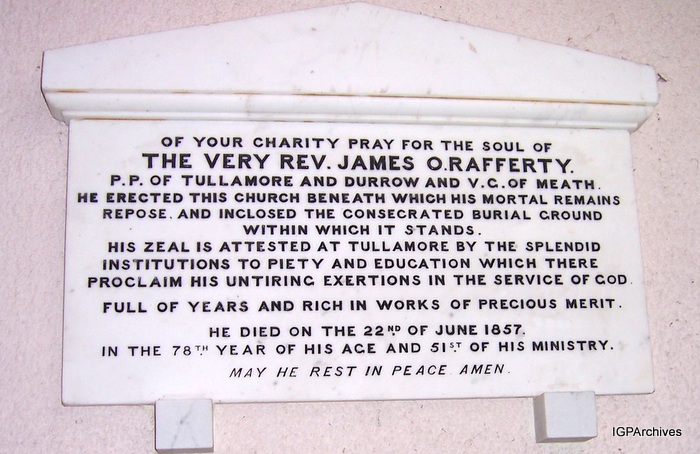 OF YOUR CHARITY PRAY FOR THE SOUL OF
THE VERY REV. JAMES O.RAFFERTY.
P.P. OF TULLAMORE AND DURROW AND V.G. OF MEATH.
HE ERECTED THIS CHURCH BENEATH WHICH HIS MORTAL REMAINS
REPOSE, AND INCLOSED THE CONSECRATED BURIAL GROUND
WITHIN WHICH IT STANDS.
HIS ZEAL IS ATTESTED AT TULLAMORE BY THE SPLENDID
INSTITUTIONS TO PIETY AND EDUCATION WHICH THERE
PROCLAIM HIS UNTIRING EXERTIONS IN THE SERVICE OF GOD.
FULL OF YEARS AND RICH IN WORKS OF PRECIOUS MERIT.
HE DIED ON THE 22ND OF JUNE 1857.
IN THE 78TH YEAR OF HIS AGE AND 51ST OF HIS MINISTRY.
MAY HE REST IN PEACE. AMEN.
IGPArchives